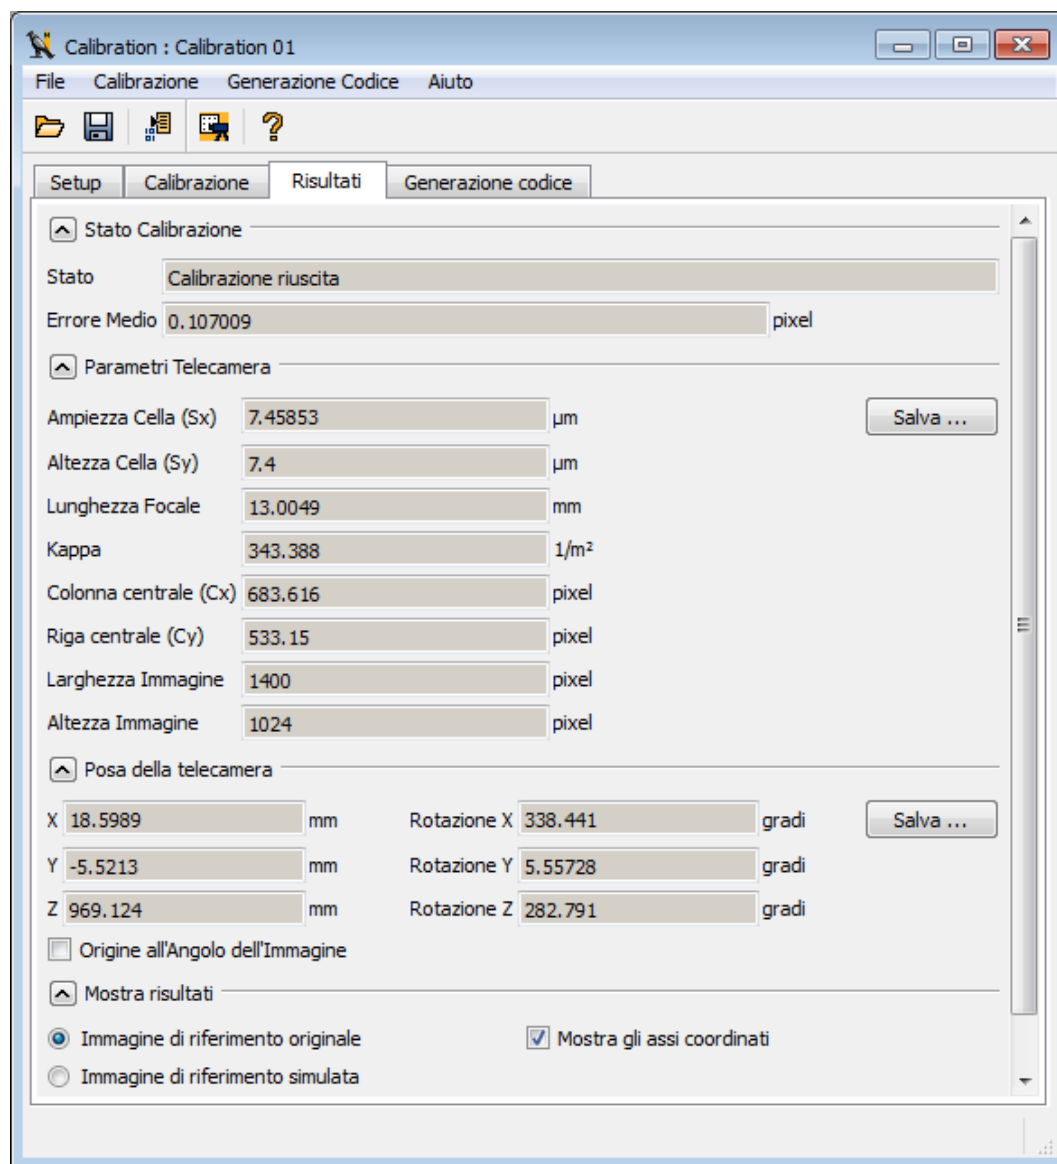 Calibration : Calibration 01
File Calibrazione Generazione Codice Aiuto
Setup Calibrazione Risultati Generazione codice
Stato Calibrazione
Stato Calibrazione riuscita
Errore Medio 0.107009 pixel
Parametri Telecamera
Ampiezza Cella (Sx) 7.45853 µm Salva ...
Altezza Cella (Sy) 7.4 µm
Lunghezza Focale 13.0049 mm
Kappa 343.388 1/m²
Colonna centrale (Cx) 683.616 pixel
Riga centrale (Cy) 533.15 pixel
Larghezza Immagine 1400 pixel
Altezza Immagine 1024 pixel
Posa della telecamera
X 18.5989 mm Rotazione X 338.441 gradi Salva ...
Y -5.5213 mm Rotazione Y 5.55728 gradi
Z 969.124 mm Rotazione Z 282.791 gradi
Origine all'Angolo dell'Immagine
Mostra risultati
Immagine di riferimento originale Mostra gli assi coordinati
Immagine di riferimento simulata